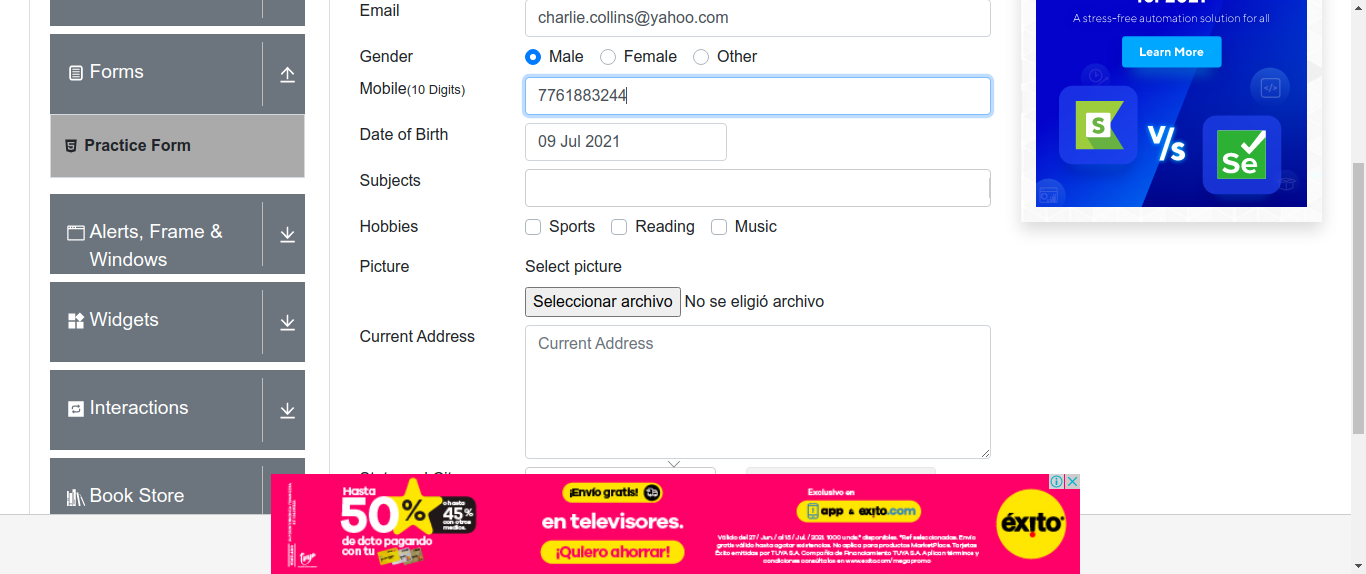 Email
charlie.collins@yahoo.com
Gender
Male
Female
Other
Mobile(10 Digits)
7761883244
Date of Birth
09 Jul 2021
Subjects
Hobbies
Sports
Reading
Music
Picture
Select picture
Seleccionar archivo
No se eligió archivo
Current Address
Current Address
Forms
Practice Form
Alerts, Frame &
Windows
Widgets
Interactions
Book Store
A stress-free automation solution for all
Learn More
S
V/s
Se
Hasta
50%
o hasta
45%
con otros
medios.
de dcto pagando
con tu
¡Envío gratis!
en televisores.
¡Quiero ahorrar!
Exclusivo en
app & exito.com
éxito